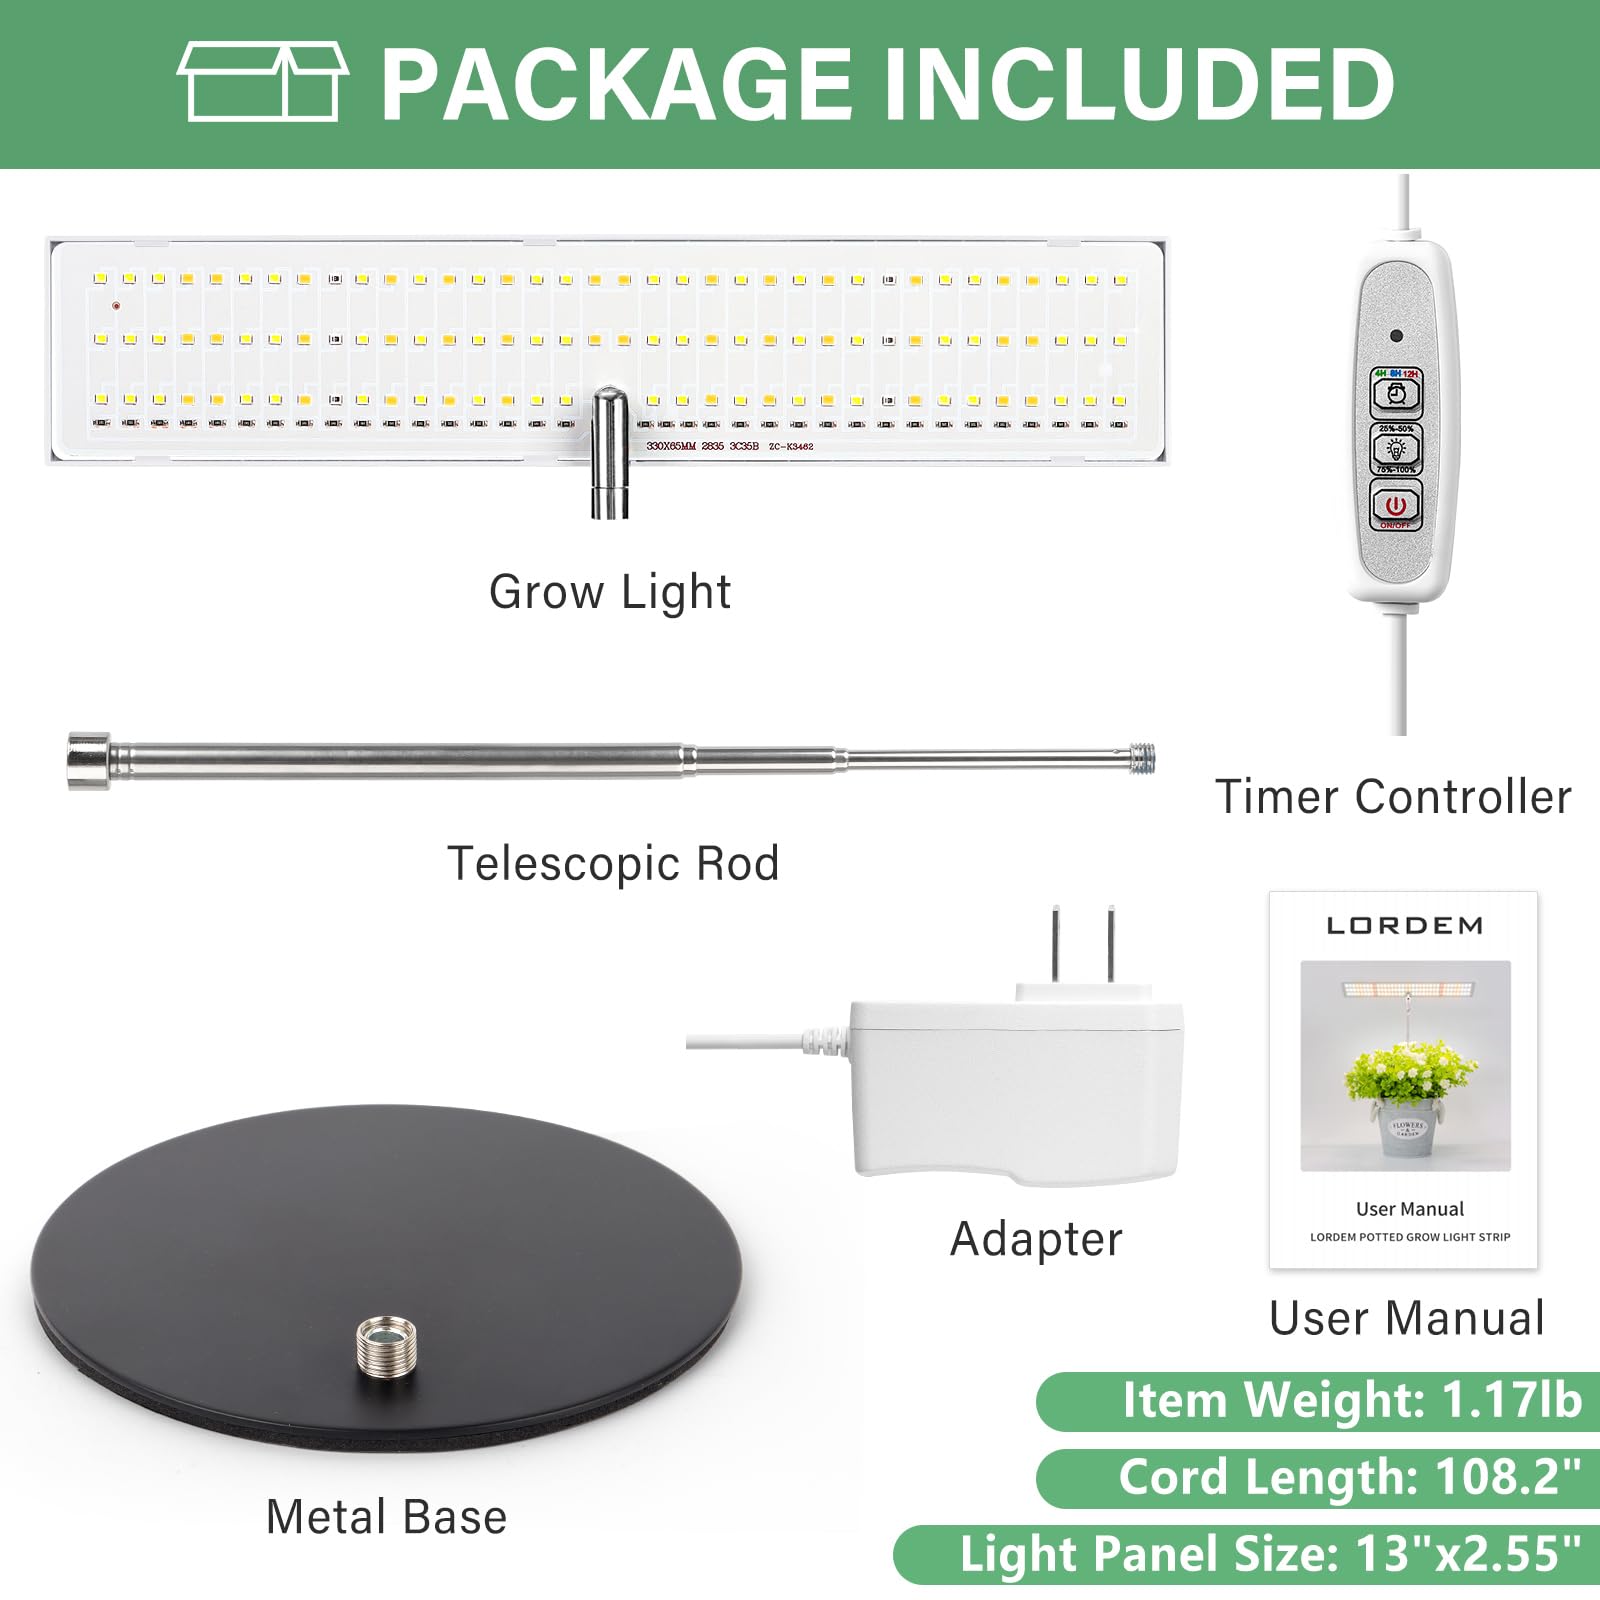 PACKAGE INCLUDED
330X65MM 2835 3C35B ZC-K3462
4H 8H 12H
25%-50%
75%-100%
ON/OFF
Grow Light
Timer Controller
Telescopic Rod
LORDEM
FLOWERS
&
GARDEN
User Manual
LORDEM POTTED GROW LIGHT STRIP
Adapter
User Manual
Metal Base
Item Weight: 1.17lb
Cord Length: 108.2"
Light Panel Size: 13"x2.55"